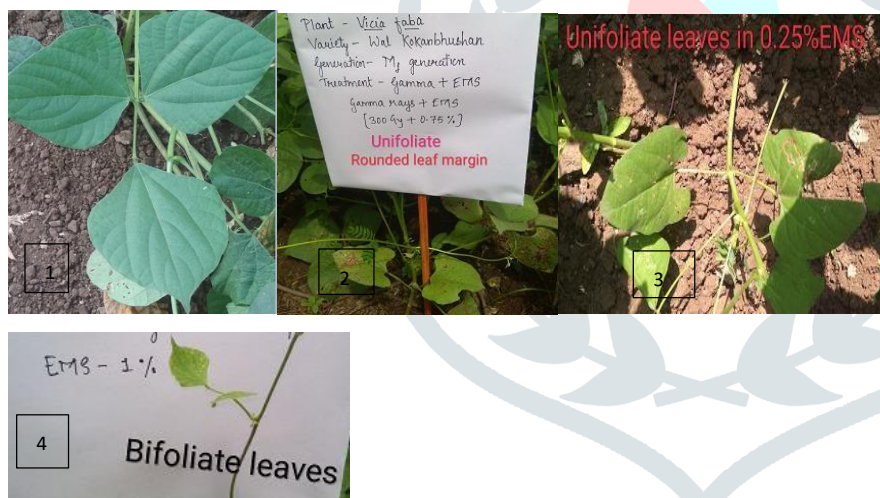 Plant - Vicia faba
Variety - Wal Kokanbhushan
Generation- M₁ generation
Treatment - Gamma + EMS
Gamma rays + EMS
[300 Gy + 0.75 %]
Unifoliate
Rounded leaf margin
1
2
Unifoliate leaves in 0.25%EMS
3
EMS - 1 %
4
Bifoliate leaves